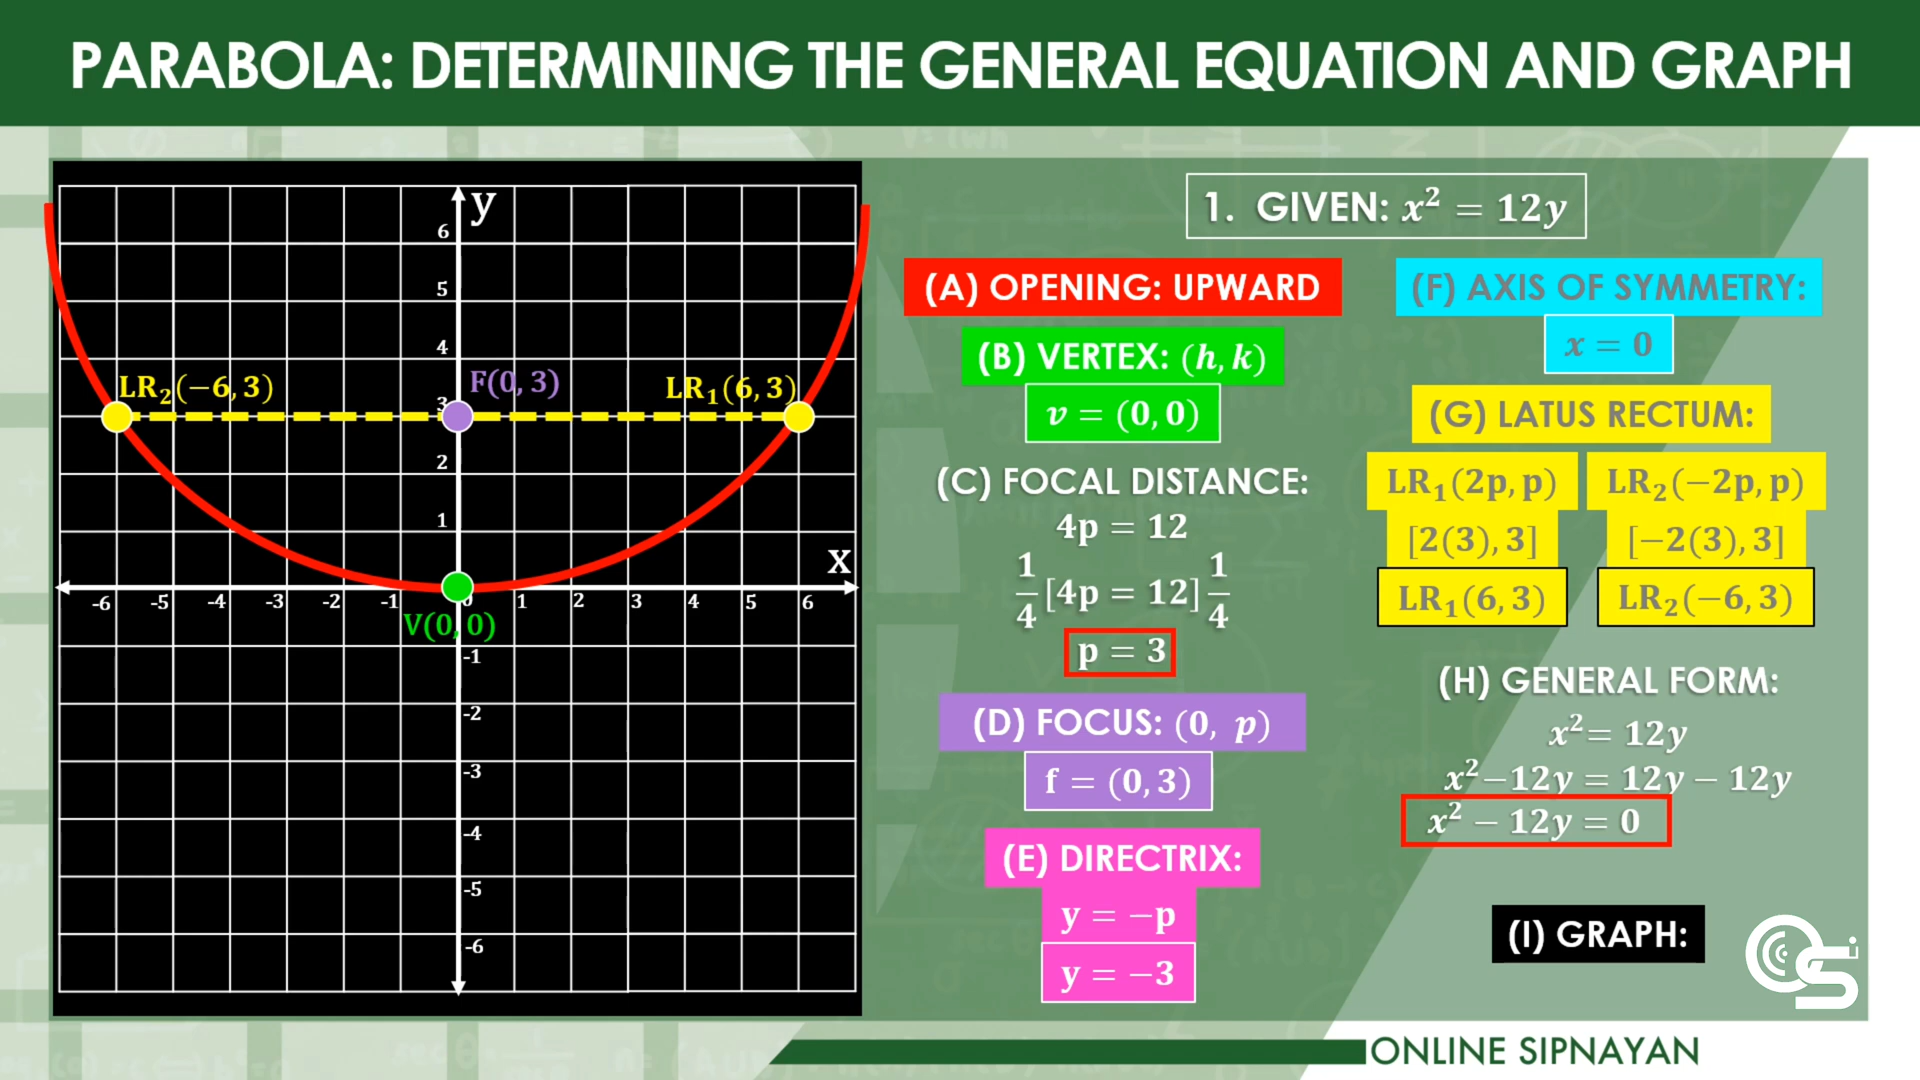 PARABOLA: DETERMINING THE GENERAL EQUATION AND GRAPH
y
6
5
4
LR₂(−6, 3)
F(0, 3)
LR₁(6, 3)
3
2
1
x
-6 -5 -4 -3 -2 -1 0 1 2 3 4 5 6
V(0, 0)
-1
-2
-3
-4
-5
-6
1. GIVEN: x² = 12y
(A) OPENING: UPWARD
(B) VERTEX: (h, k)
v = (0, 0)
(C) FOCAL DISTANCE:
4p = 12
1/4 [4p = 12] 1/4
p = 3
(D) FOCUS: (0, p)
f = (0, 3)
(E) DIRECTRIX:
y = −p
y = −3
(F) AXIS OF SYMMETRY:
x = 0
(G) LATUS RECTUM:
LR₁(2p, p) LR₂(−2p, p)
[2(3), 3] [−2(3), 3]
LR₁(6, 3) LR₂(−6, 3)
(H) GENERAL FORM:
x² = 12y
x² − 12y = 12y − 12y
x² − 12y = 0
(I) GRAPH:
ONLINE SIPNAYAN